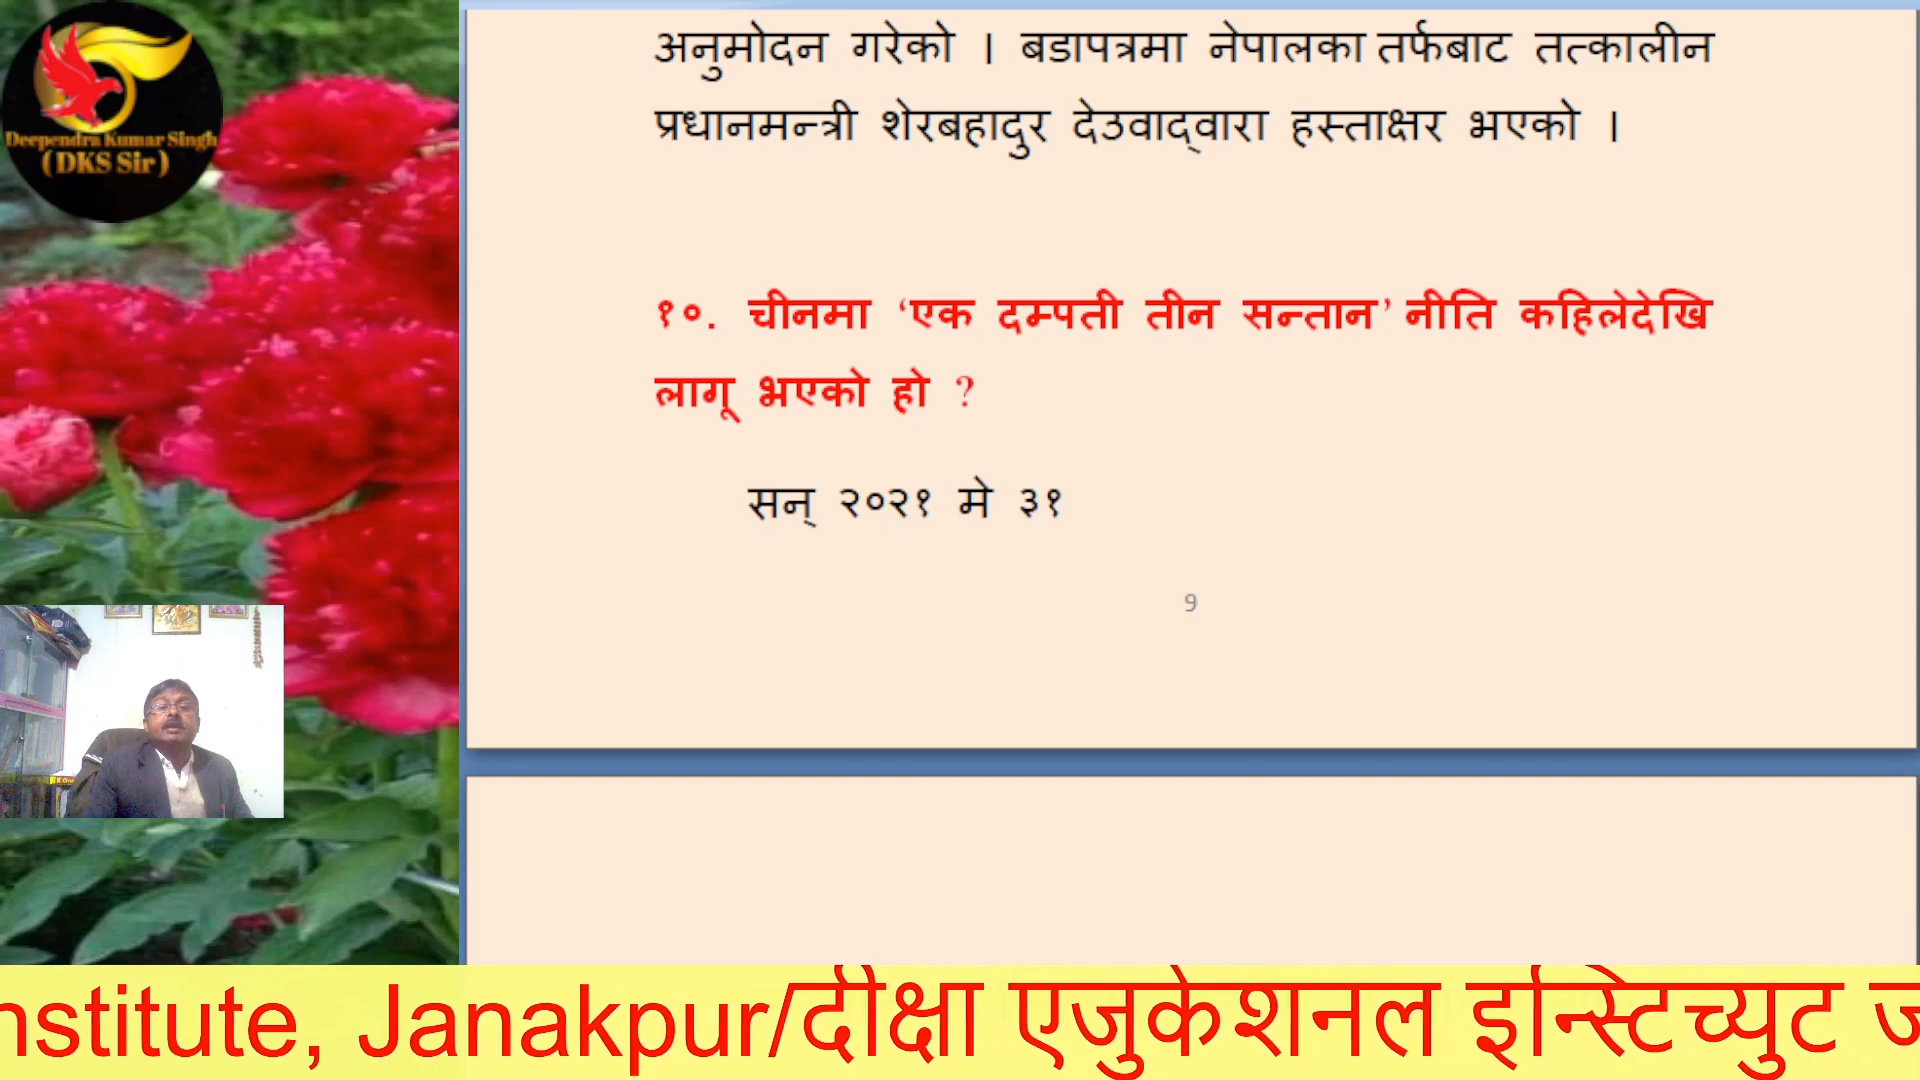 Deependra Kumar Singh
(DKS Sir)
अनुमोदन गरेको । बडापत्रमा नेपालका तर्फबाट तत्कालीन
प्रधानमन्त्री शेरबहादुर देउवाद्वारा हस्ताक्षर भएको ।
१०. चीनमा ‘एक दम्पती तीन सन्तान’ नीति कहिलेदेखि
लागू भएको हो ?
सन् २०२१ मे ३१
9
nstitute, Janakpur/दीक्षा एजुकेशनल इन्स्टिच्युट ज